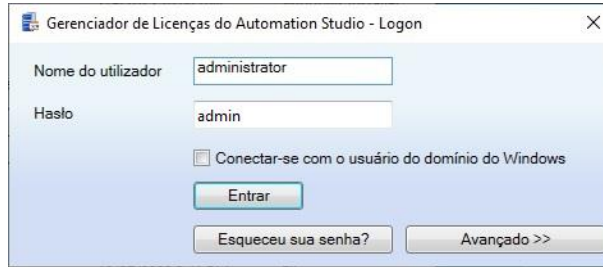 Gerenciador de Licenças do Automation Studio - Logon
Nome do utilizador administrator
Hasło admin
Conectar-se com o usuário do domínio do Windows
Entrar
Esqueceu sua senha? Avançado >>